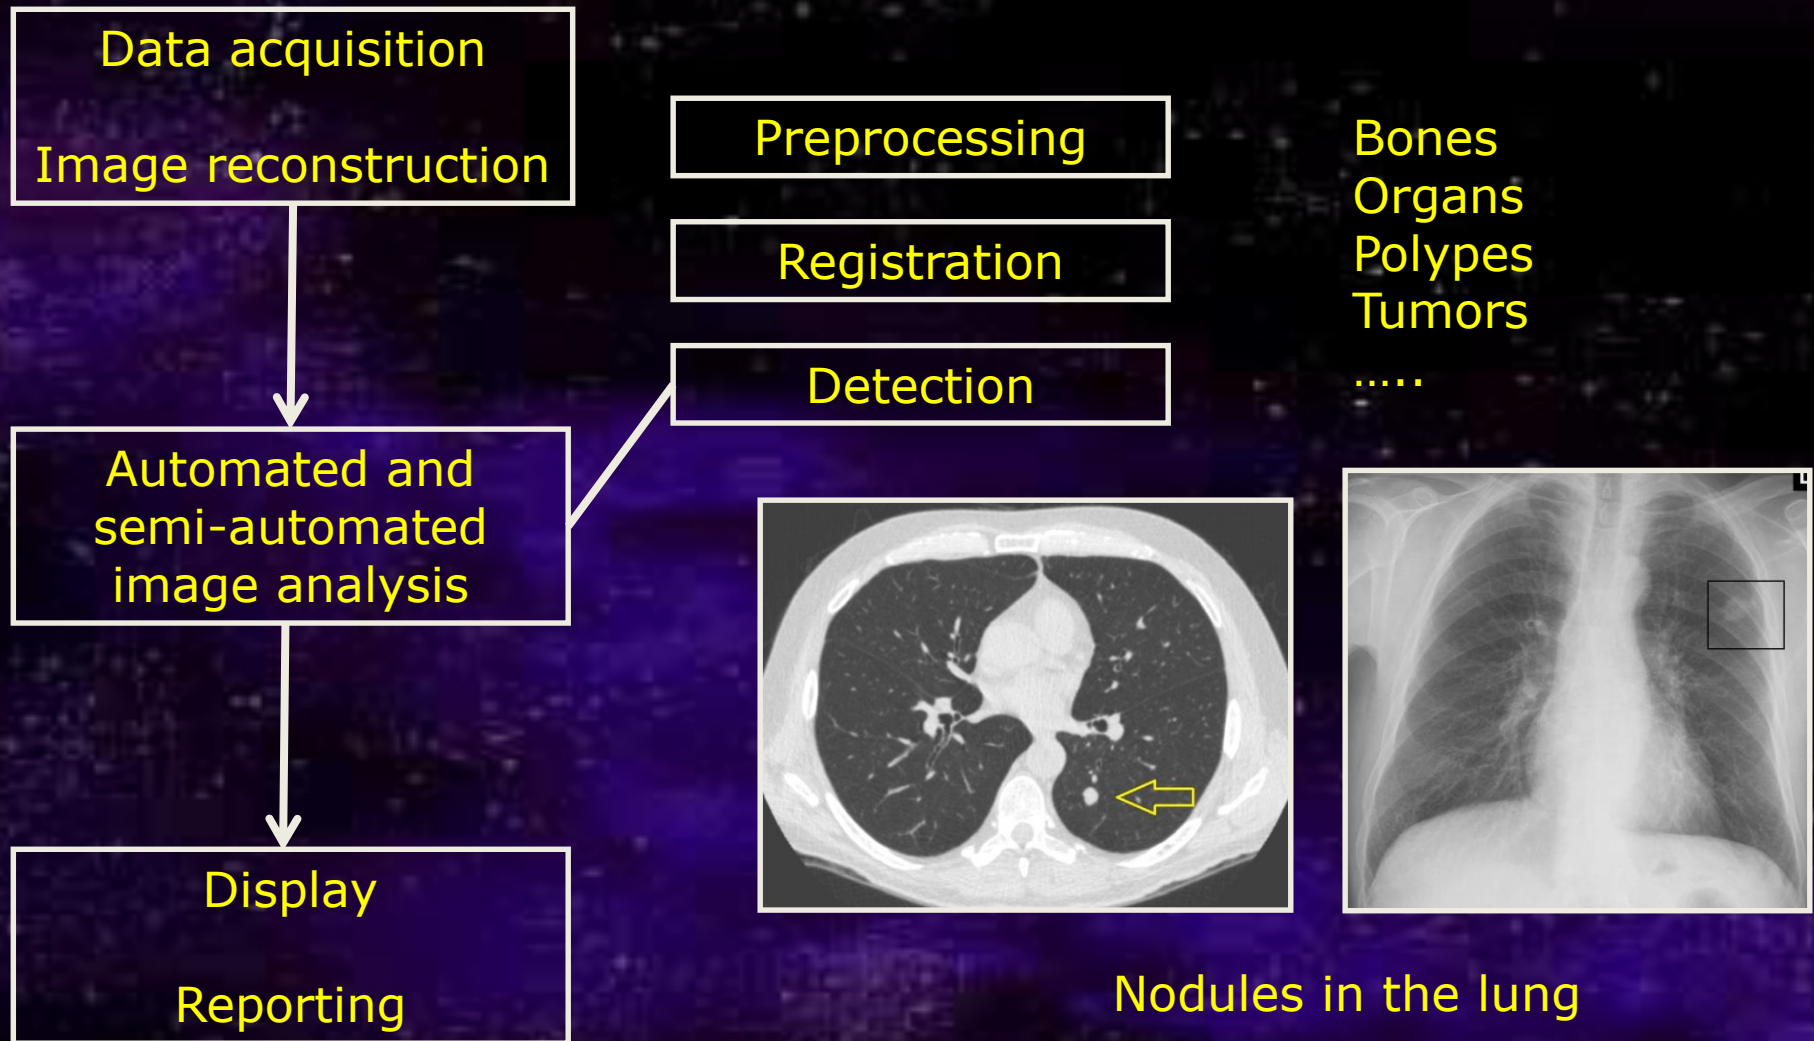 Data acquisition
Image reconstruction
Preprocessing
Registration
Detection
Bones
Organs
Polypes
Tumors
.....
Automated and
semi-automated
image analysis
Display
Reporting
Nodules in the lung